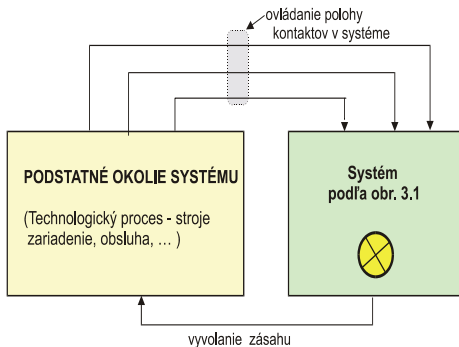 ovládanie polohy
kontaktov v systéme
PODSTATNÉ OKOLIE SYSTÉMU
(Technologický proces - stroje
zariadenie, obsluha, ... )
Systém
podľa obr. 3.1
vyvolanie zásahu